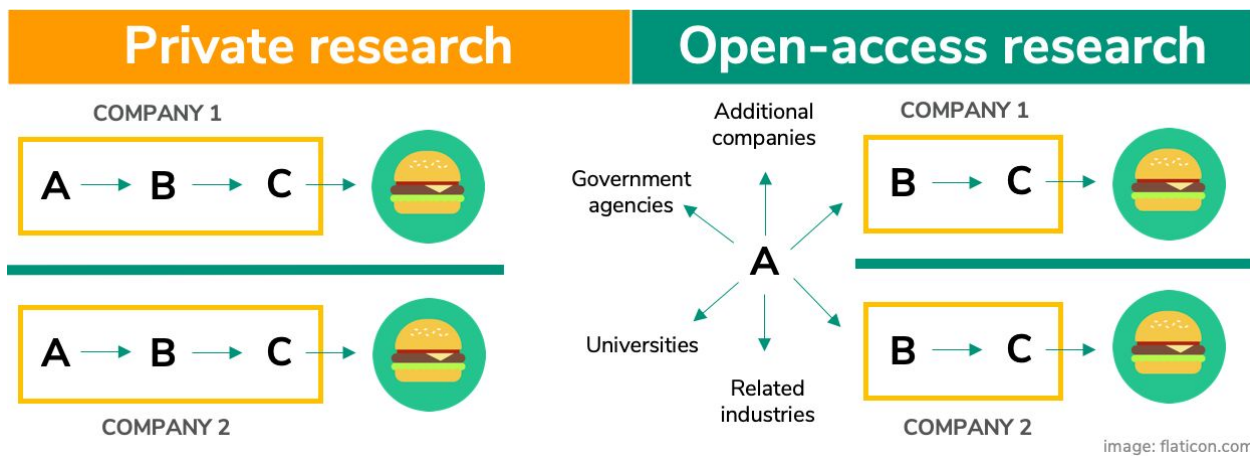 Private research
Open-access research
COMPANY 1
A B C
A B C
COMPANY 2
Additional
companies
Government
agencies
A
Universities
Related
industries
COMPANY 1
B C
B C
COMPANY 2
image: flaticon.com